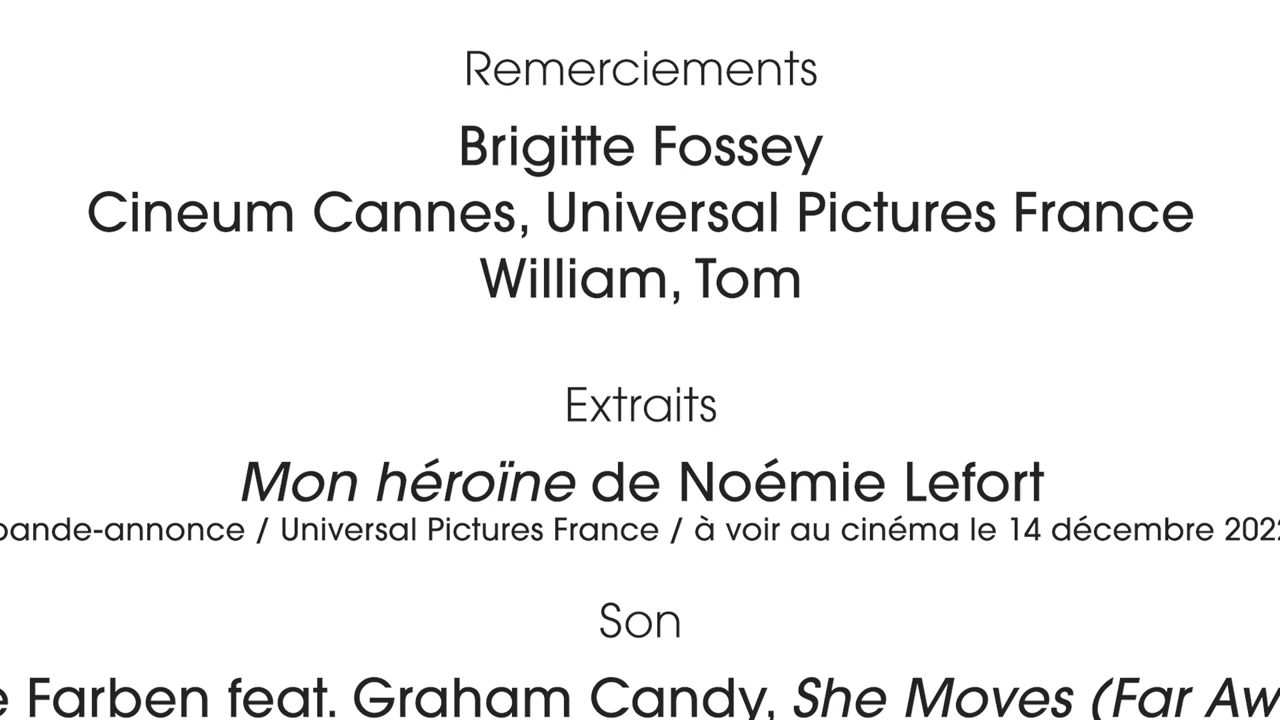 Remerciements
Brigitte Fossey
Cineum Cannes, Universal Pictures France
William, Tom
Extraits
Mon héroïne de Noémie Lefort
bande-annonce / Universal Pictures France / à voir au cinéma le 14 décembre 2022
Son
Farben feat. Graham Candy, She Moves (Far